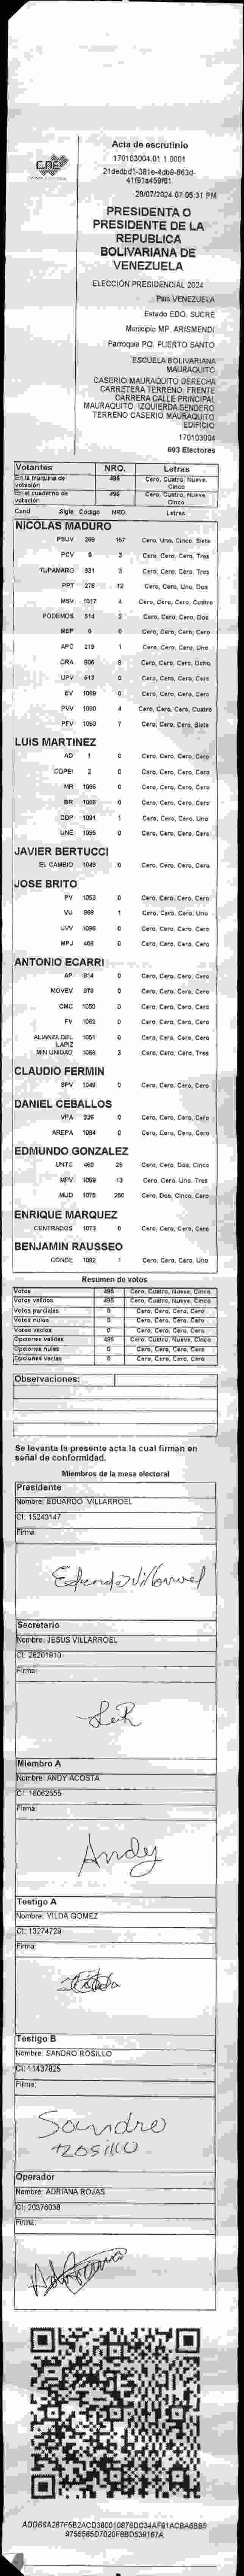 CNE
Acta de escrutinio
170103004.01.1.0001
28/07/2024 07:05:31 PM
PRESIDENTA O
PRESIDENTE DE LA
REPUBLICA
BOLIVARIANA DE
VENEZUELA
ELECCIÓN PRESIDENCIAL 2024
Pais VENEZUELA
Estado EDO. SUCRE
Municipio MP. ARISMENDI
Parroquia PQ. PUERTO SANTO
ESCUELA BOLIVARIANA
MAURAQUITO
CASERIO MAURAQUITO DERECHA
CARRETERA TERRENO. FRENTE
CARRERA CALLE PRINCIPAL
MAURAQUITO. IZQUIERDA SENDERO
TERRENO CASERIO MAURAQUITO
EDIFICIO
170103004
693 Electores
Votantes NRO. Letras
En la máquina de votación 495 Cero, Cuatro, Nueve, Cinco
En el cuaderno de votación 495 Cero, Cuatro, Nueve, Cinco
Cand Sigla Codigo NRO. Letras
NICOLAS MADURO
PSUV 269 157 Cero, Uno, Cinco, Siete
PCV 9 3 Cero, Cero, Cero, Tres
TUPAMARO 931 3 Cero, Cero, Cero, Tres
PPT 278 12 Cero, Cero, Uno, Dos
MSV 1017 4 Cero, Cero, Cero, Cuatro
PODEMOS 514 2 Cero, Cero, Cero, Dos
MEP 6 0 Cero, Cero, Cero, Cero
APC 219 1 Cero, Cero, Cero, Uno
ORA 906 8 Cero, Cero, Cero, Ocho
UPV 613 0 Cero, Cero, Cero, Cero
EV 1089 0 Cero, Cero, Cero, Cero
PVV 1090 4 Cero, Cero, Cero, Cuatro
PFV 1093 7 Cero, Cero, Cero, Siete
LUIS MARTINEZ
AD 1 0 Cero, Cero, Cero, Cero
COPEI 2 0 Cero, Cero, Cero, Cero
MR 1066 0 Cero, Cero, Cero, Cero
BR 0 Cero, Cero, Cero, Cero
DDP 1091 1 Cero, Cero, Cero, Uno
UNE 1095 0 Cero, Cero, Cero, Cero
JAVIER BERTUCCI
EL CAMBIO 1048 0 Cero, Cero, Cero, Cero
JOSE BRITO
PV 1053 0 Cero, Cero, Cero, Cero
VU 968 1 Cero, Cero, Cero, Uno
UVV 1096 0 Cero, Cero, Cero, Cero
MPJ 458 0 Cero, Cero, Cero, Cero
ANTONIO ECARRI
AP 914 0 Cero, Cero, Cero, Cero
MOVEV 979 0 Cero, Cero, Cero, Cero
CMC 1050 0 Cero, Cero, Cero, Cero
FV 1062 0 Cero, Cero, Cero, Cero
ALIANZA DEL LAPIZ 1051 0 Cero, Cero, Cero, Cero
MIN UNIDAD 1068 3 Cero, Cero, Cero, Tres
CLAUDIO FERMIN
SPV 1049 0 Cero, Cero, Cero, Cero
DANIEL CEBALLOS
VPA 236 0 Cero, Cero, Cero, Cero
AREPA 1094 0 Cero, Cero, Cero, Cero
EDMUNDO GONZALEZ
UNTC 460 25 Cero, Cero, Dos, Cinco
MPV 1069 13 Cero, Cero, Uno, Tres
MUD 1075 250 Cero, Dos, Cinco, Cero
ENRIQUE MARQUEZ
CENTRADOS 1073 0 Cero, Cero, Cero, Cero
BENJAMIN RAUSSEO
CONDE 1092 1 Cero, Cero, Cero, Uno
Resumen de votos
Votos 495 Cero, Cuatro, Nueve, Cinco
Votos validos 495 Cero, Cuatro, Nueve, Cinco
Votos parciales 0 Cero, Cero, Cero, Cero
Votos nulos 0 Cero, Cero, Cero, Cero
Votos vacios 0 Cero, Cero, Cero, Cero
Opciones validas 495 Cero, Cuatro, Nueve, Cinco
Opciones nulas 0 Cero, Cero, Cero, Cero
Opciones vacias 0 Cero, Cero, Cero, Cero
Observaciones:
Se levanta la presente acta la cual firman en
señal de conformidad.
Miembros de la mesa electoral
Presidente
Nombre: EDUARDO VILLARROEL
CI: 15243147
Firma:
Eduardo Villarroel
Secretario
Nombre: JESUS VILLARROEL
CI: 28201610
Firma:
Miembro A
Nombre: ANDY ACOSTA
CI: 16062555
Firma:
Andy
Testigo A
Nombre: YILDA GOMEZ
CI: 13274729
Firma:
Testigo B
Nombre: SANDRO ROSILLO
CI: 11437825
Firma:
Sandro
Rosillo
Operador
Nombre: ADRIANA ROJAS
CI: 20376038
Firma: